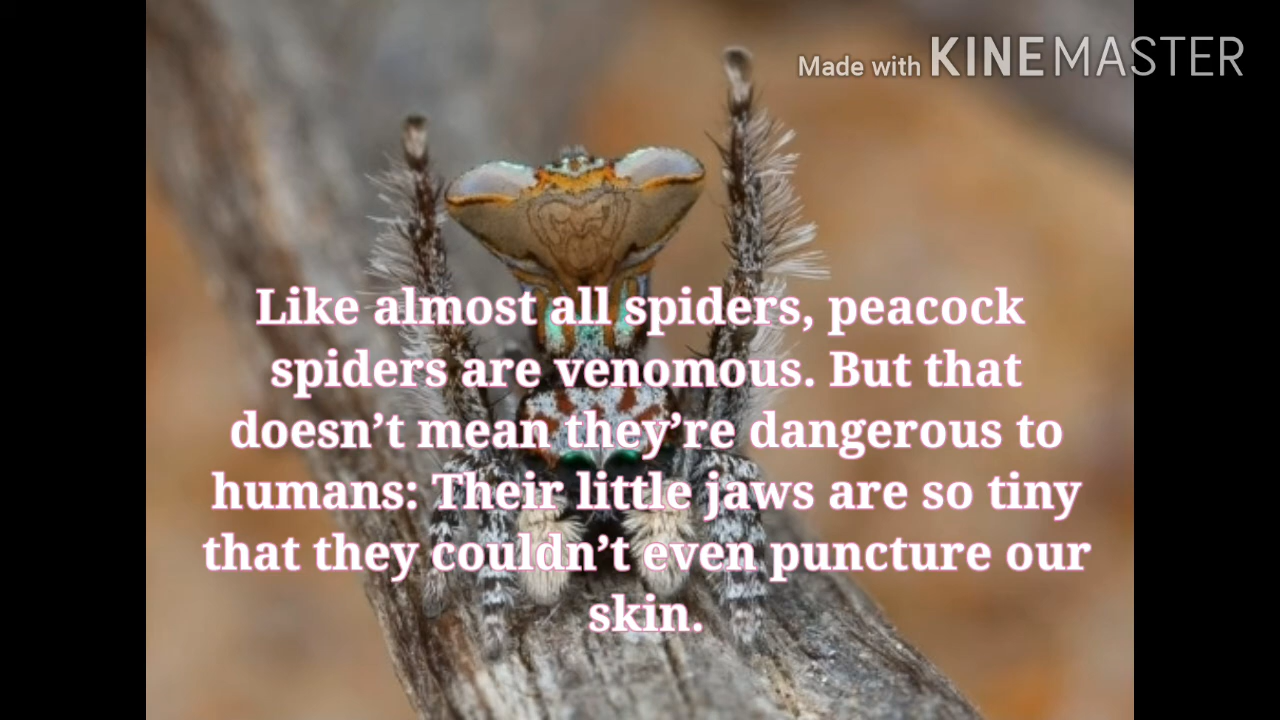 Made with KINEMASTER
Like almost all spiders, peacock
spiders are venomous. But that
doesn’t mean they’re dangerous to
humans: Their little jaws are so tiny
that they couldn’t even puncture our
skin.